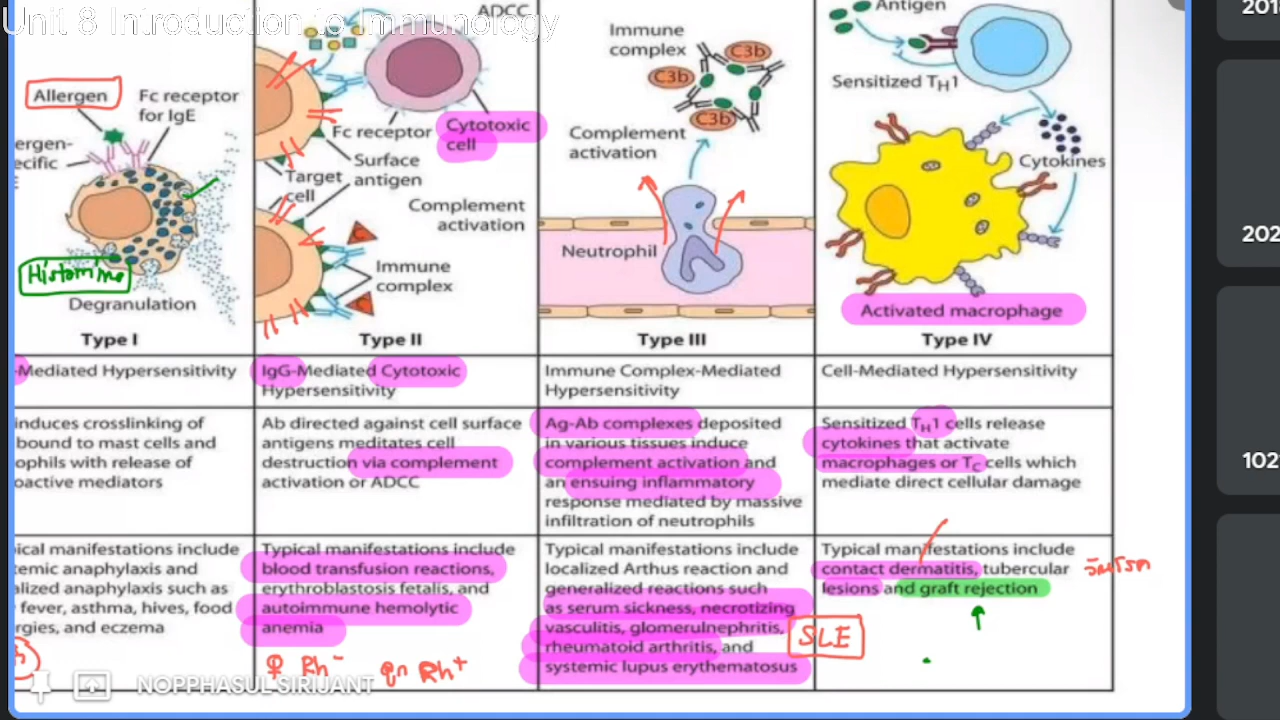 Unit 8 Introduction to Immunology
ADCC
Immune
complex
C3b
C3b
C3b
Antigen
Sensitized TH1
Allergen
Fc receptor
for IgE
ergen-
ecific
Fc receptor
Cytotoxic
cell
Surface
antigen
Target
cell
Complement
activation
Complement
activation
Cytokines
Neutrophil
Immune
complex
Histamine
Degranulation
Activated macrophage
Type I
Type II
Type III
Type IV
-Mediated Hypersensitivity
IgG-Mediated Cytotoxic
Hypersensitivity
Immune Complex-Mediated
Hypersensitivity
Cell-Mediated Hypersensitivity
induces crosslinking of
bound to mast cells and
ophils with release of
oactive mediators
Ab directed against cell surface
antigens meditates cell
destruction via complement
activation or ADCC
Ag-Ab complexes deposited
in various tissues induce
complement activation and
an ensuing inflammatory
response mediated by massive
infiltration of neutrophils
Sensitized TH1 cells release
cytokines that activate
macrophages or TC cells which
mediate direct cellular damage
ical manifestations include
emic anaphylaxis and
alized anaphylaxis such as
fever, asthma, hives, food
rgies, and eczema
Typical manifestations include
blood transfusion reactions,
erythroblastosis fetalis, and
autoimmune hemolytic
anemia
♀ Rh- Rh+
Typical manifestations include
localized Arthus reaction and
generalized reactions such
as serum sickness, necrotizing
vasculitis, glomerulnephritis,
rheumatoid arthritis, and
systemic lupus erythematosus
SLE
Typical manifestations include
contact dermatitis, tubercular
lesions and graft rejection
NOPPHASUL SIRIJANT
201
202
102